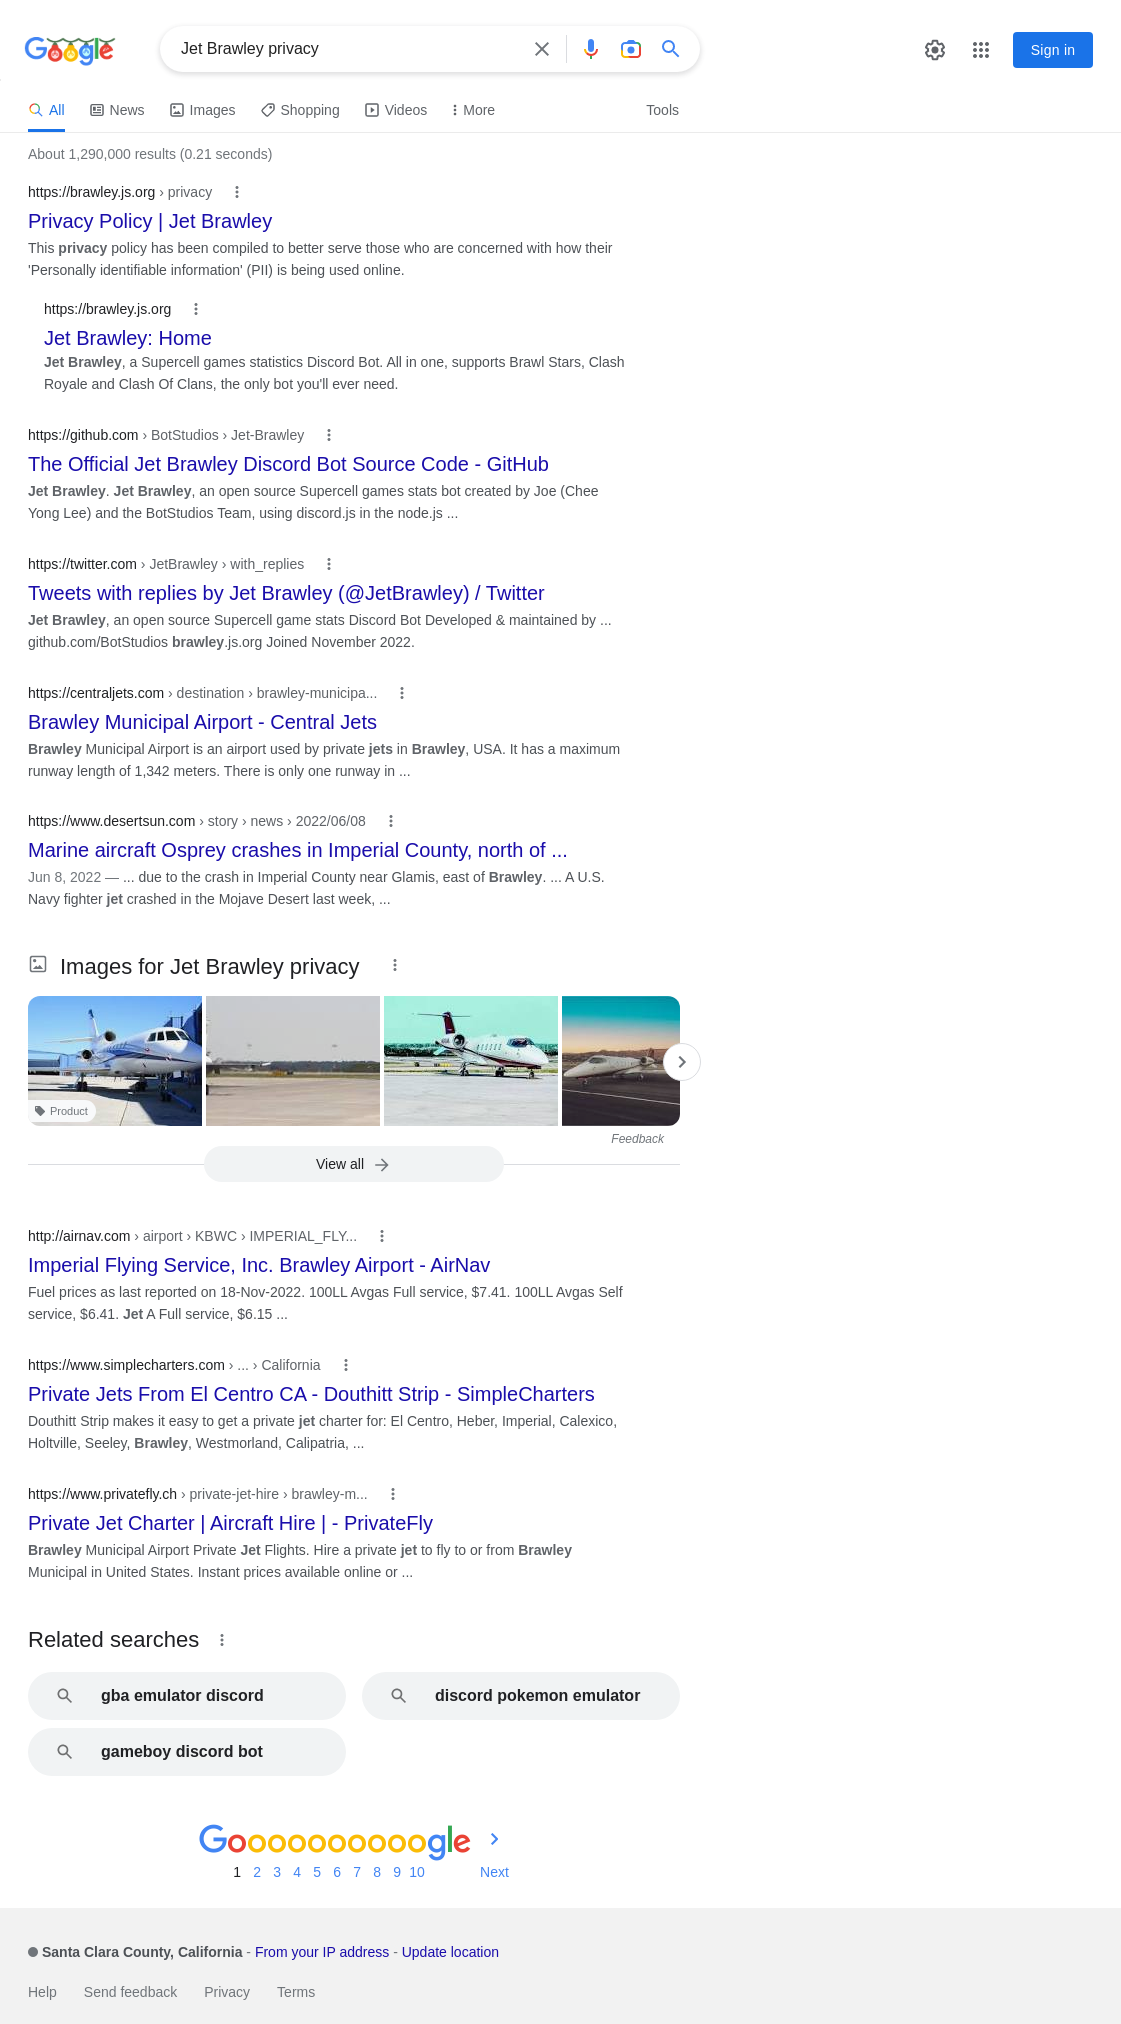 Google
Jet Brawley privacy
Sign in
All
News
Images
Shopping
Videos
More
Tools
About 1,290,000 results (0.21 seconds)
https://brawley.js.org › privacy
Privacy Policy | Jet Brawley
This privacy policy has been compiled to better serve those who are concerned with how their
'Personally identifiable information' (PII) is being used online.
https://brawley.js.org
Jet Brawley: Home
Jet Brawley, a Supercell games statistics Discord Bot. All in one, supports Brawl Stars, Clash
Royale and Clash Of Clans, the only bot you'll ever need.
https://github.com › BotStudios › Jet-Brawley
The Official Jet Brawley Discord Bot Source Code - GitHub
Jet Brawley. Jet Brawley, an open source Supercell games stats bot created by Joe (Chee
Yong Lee) and the BotStudios Team, using discord.js in the node.js ...
https://twitter.com › JetBrawley › with_replies
Tweets with replies by Jet Brawley (@JetBrawley) / Twitter
Jet Brawley, an open source Supercell game stats Discord Bot Developed & maintained by ...
github.com/BotStudios brawley.js.org Joined November 2022.
https://centraljets.com › destination › brawley-municipa...
Brawley Municipal Airport - Central Jets
Brawley Municipal Airport is an airport used by private jets in Brawley, USA. It has a maximum
runway length of 1,342 meters. There is only one runway in ...
https://www.desertsun.com › story › news › 2022/06/08
Marine aircraft Osprey crashes in Imperial County, north of ...
Jun 8, 2022 — ... due to the crash in Imperial County near Glamis, east of Brawley. ... A U.S.
Navy fighter jet crashed in the Mojave Desert last week, ...
Images for Jet Brawley privacy
Product
Feedback
View all
http://airnav.com › airport › KBWC › IMPERIAL_FLY...
Imperial Flying Service, Inc. Brawley Airport - AirNav
Fuel prices as last reported on 18-Nov-2022. 100LL Avgas Full service, $7.41. 100LL Avgas Self
service, $6.41. Jet A Full service, $6.15 ...
https://www.simplecharters.com › ... › California
Private Jets From El Centro CA - Douthitt Strip - SimpleCharters
Douthitt Strip makes it easy to get a private jet charter for: El Centro, Heber, Imperial, Calexico,
Holtville, Seeley, Brawley, Westmorland, Calipatria, ...
https://www.privatefly.ch › private-jet-hire › brawley-m...
Private Jet Charter | Aircraft Hire | - PrivateFly
Brawley Municipal Airport Private Jet Flights. Hire a private jet to fly to or from Brawley
Municipal in United States. Instant prices available online or ...
Related searches
gba emulator discord
discord pokemon emulator
gameboy discord bot
Goooooooooogle
1 2 3 4 5 6 7 8 9 10 Next
Santa Clara County, California - From your IP address - Update location
Help Send feedback Privacy Terms